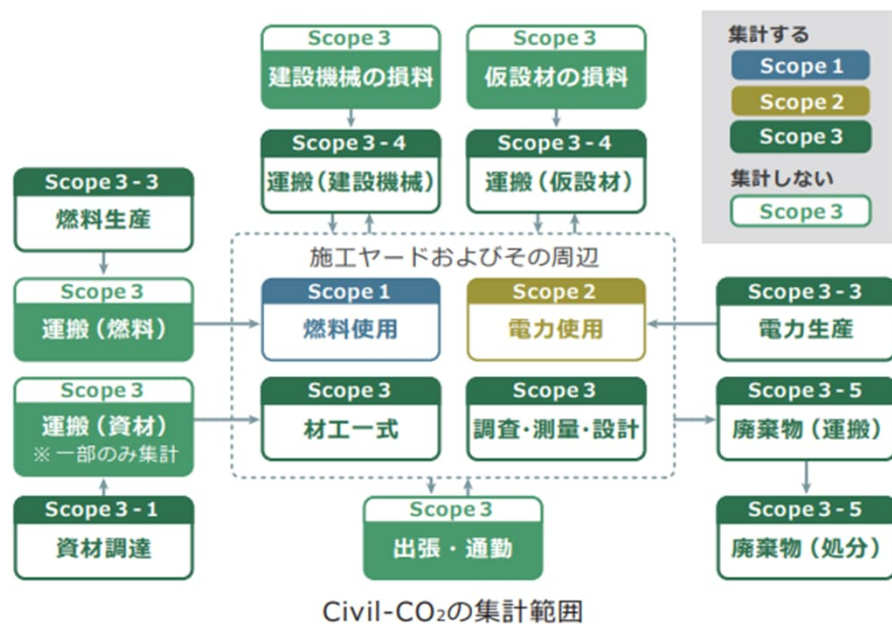 集計する
Scope 1
Scope 2
Scope 3
集計しない
Scope 3
Scope 3
建設機械の損料
Scope 3
仮設材の損料
Scope 3-4
運搬(建設機械)
Scope 3-4
運搬(仮設材)
Scope 3-3
燃料生産
Scope 3
運搬(燃料)
Scope 3
運搬(資材)
※ 一部のみ集計
Scope 3-1
資材調達
施工ヤードおよびその周辺
Scope 1
燃料使用
Scope 2
電力使用
Scope 3
材工一式
Scope 3
調査・測量・設計
Scope 3-3
電力生産
Scope 3-5
廃棄物(運搬)
Scope 3-5
廃棄物(処分)
Scope 3
出張・通勤
Civil-CO₂の集計範囲